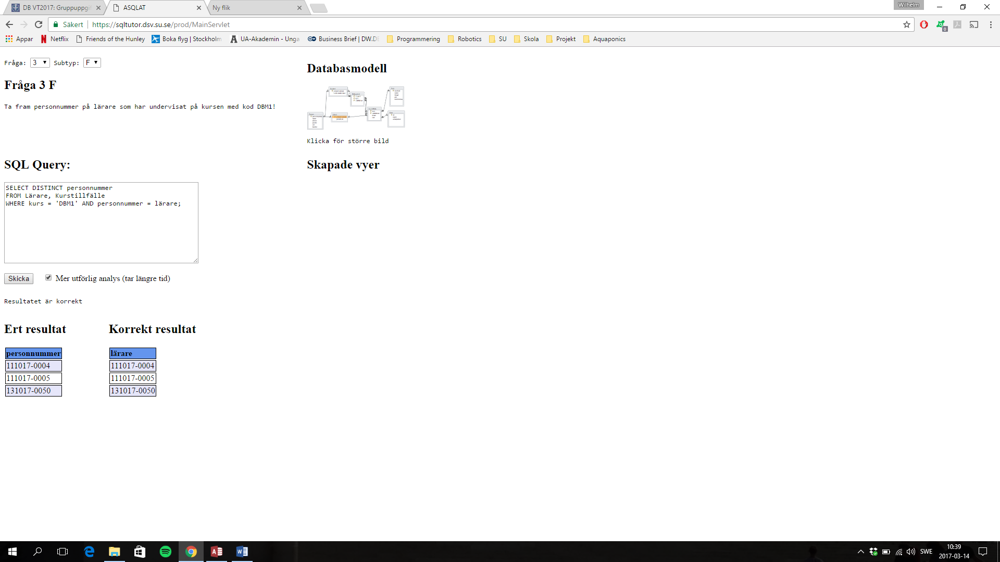 DB VT2017: Gruppuppgif
ASQLAT
Ny flik
Wilhelm
Säkert
https://sqltutor.dsv.su.se/prod/MainServlet
0
Appar
Netflix
Friends of the Hunley
Boka flyg | Stockholm
UA-Akademin - Unga
Business Brief | DW.DE
Programmering
Robotics
SU
Skola
Projekt
Aquaponics
Fråga: 3 Subtyp: F
Databasmodell
Fråga 3 F
Ta fram personnummer på lärare som har undervisat på kursen med kod DBM1!
Klicka för större bild
SQL Query:
Skapade vyer
SELECT DISTINCT personnummer
FROM Lärare, Kurstillfälle
WHERE kurs = 'DBM1' AND personnummer = lärare;
Skicka
Mer utförlig analys (tar längre tid)
Resultatet är korrekt
Ert resultat
Korrekt resultat
personnummer
111017-0004
111017-0005
131017-0050
lärare
111017-0004
111017-0005
131017-0050
SWE
10:39
2017-03-14